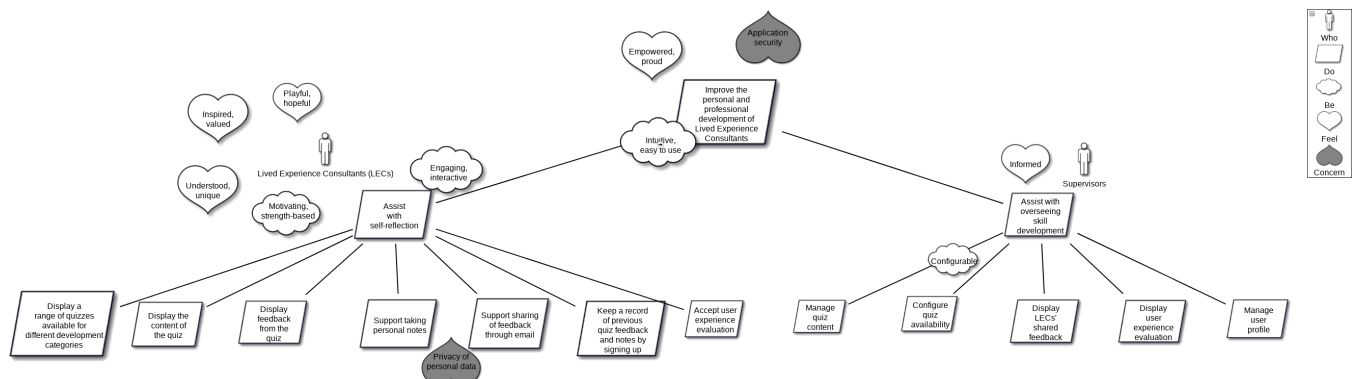 Application
security
Empowered,
proud
Improve the
personal and
professional
development of
Lived Experience
Consultants
Intuitive,
easy to use
Playful,
hopeful
Inspired,
valued
Lived Experience Consultants (LECs)
Understood,
unique
Motivating,
strength-based
Engaging,
interactive
Assist
with
self-reflection
Informed
Supervisors
Assist with
overseeing
skill
development
Configurable
Display a
range of quizzes
available for
different development
categories
Display the
content of
the quiz
Display
feedback
from the
quiz
Support taking
personal notes
Privacy of
personal data
Support sharing
of feedback
through email
Keep a record
of previous
quiz feedback
and notes by
signing up
Accept user
experience
evaluation
Manage
quiz
content
Configure
quiz
availability
Display
LECs'
shared
feedback
Display
user
experience
evaluation
Manage
user
profile
Who
Do
Be
Feel
Concern